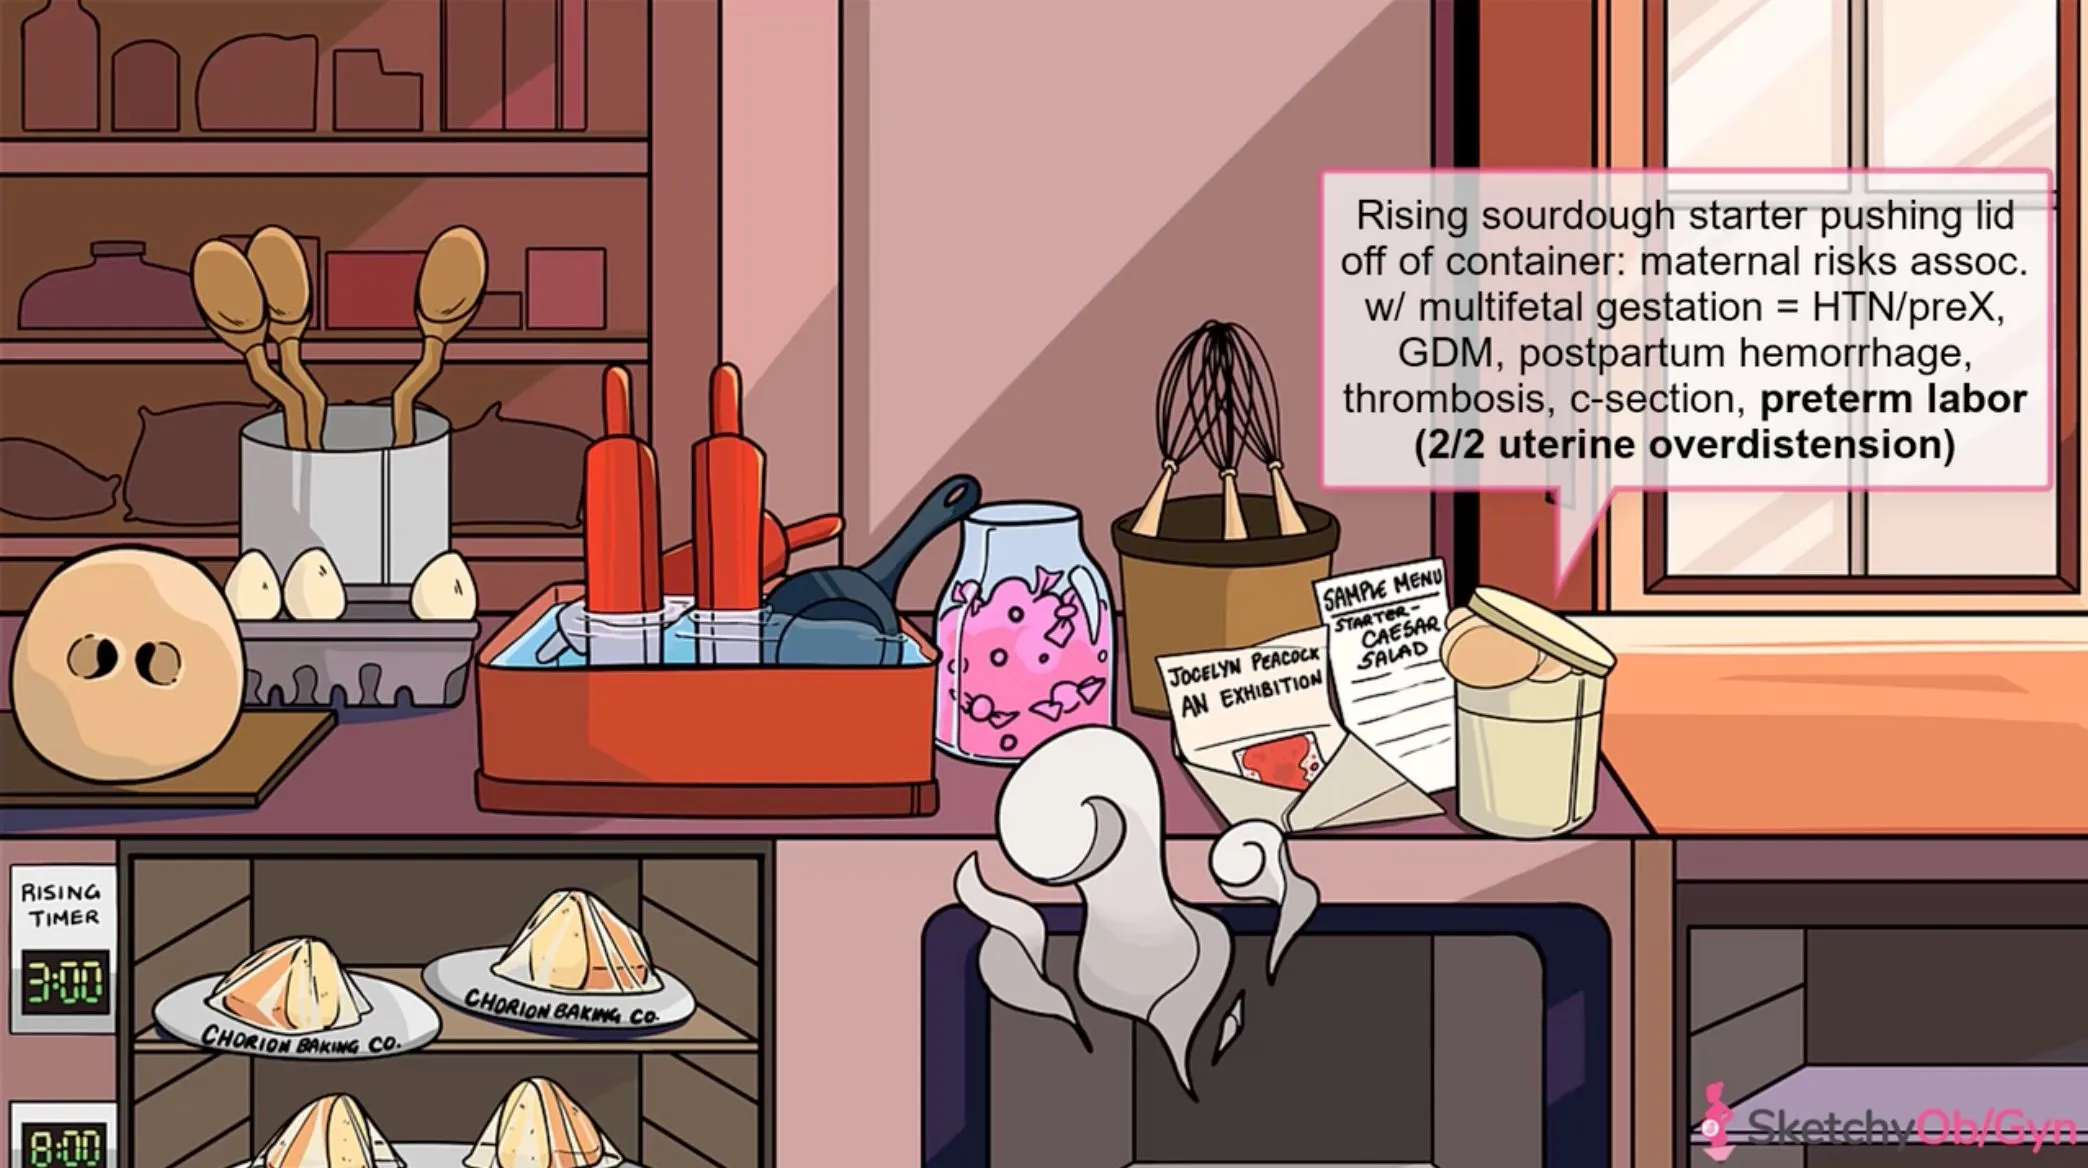 Rising sourdough starter pushing lid
off of container: maternal risks assoc.
w/ multifetal gestation = HTN/preX,
GDM, postpartum hemorrhage,
thrombosis, c-section, preterm labor
(2/2 uterine overdistension)
SAMPLE MENU
STARTER-
CAESAR
SALAD
JOCELYN PEACOCK
AN EXHIBITION
RISING
TIMER
3:00
CHORION BAKING CO.
CHORION BAKING CO.
8:00
SketchyOb/Gyn